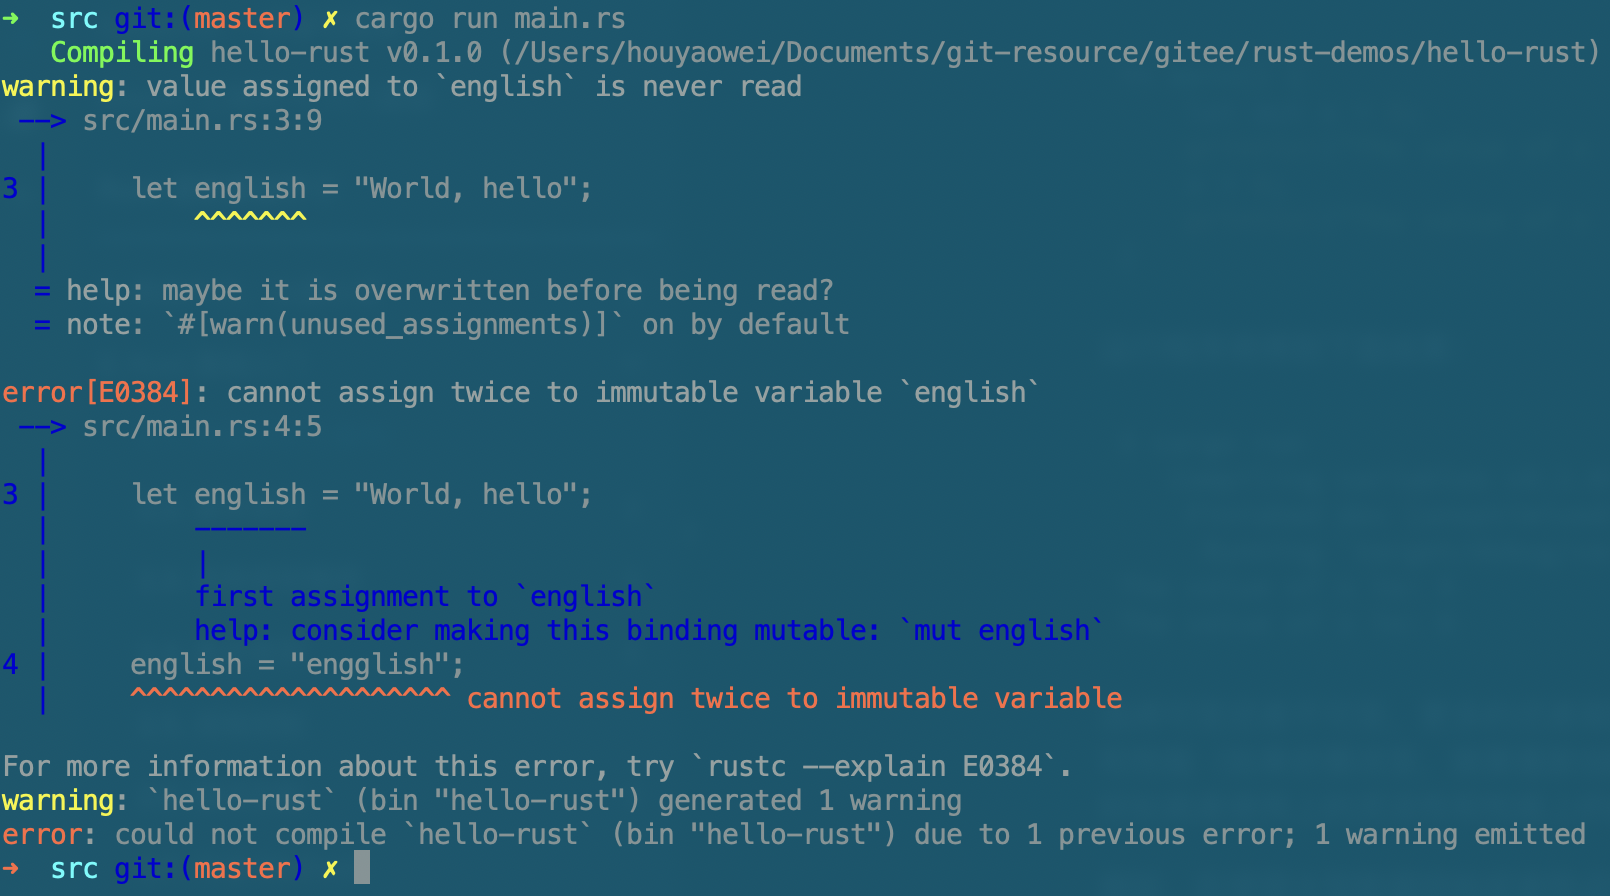 ➜  src git:(master) ✗ cargo run main.rs
   Compiling hello-rust v0.1.0 (/Users/houyaowei/Documents/git-resource/gitee/rust-demos/hello-rust)
warning: value assigned to `english` is never read
 --> src/main.rs:3:9
  |
3 |     let english = "World, hello";
  |         ^^^^^^^
  |
  = help: maybe it is overwritten before being read?
  = note: `#[warn(unused_assignments)]` on by default

error[E0384]: cannot assign twice to immutable variable `english`
 --> src/main.rs:4:5
  |
3 |     let english = "World, hello";
  |         -------
  |         |
  |         first assignment to `english`
  |         help: consider making this binding mutable: `mut english`
4 |     english = "engglish";
  |     ^^^^^^^^^^^^^^^^^^^^ cannot assign twice to immutable variable

For more information about this error, try `rustc --explain E0384`.
warning: `hello-rust` (bin "hello-rust") generated 1 warning
error: could not compile `hello-rust` (bin "hello-rust") due to 1 previous error; 1 warning emitted
➜  src git:(master) ✗